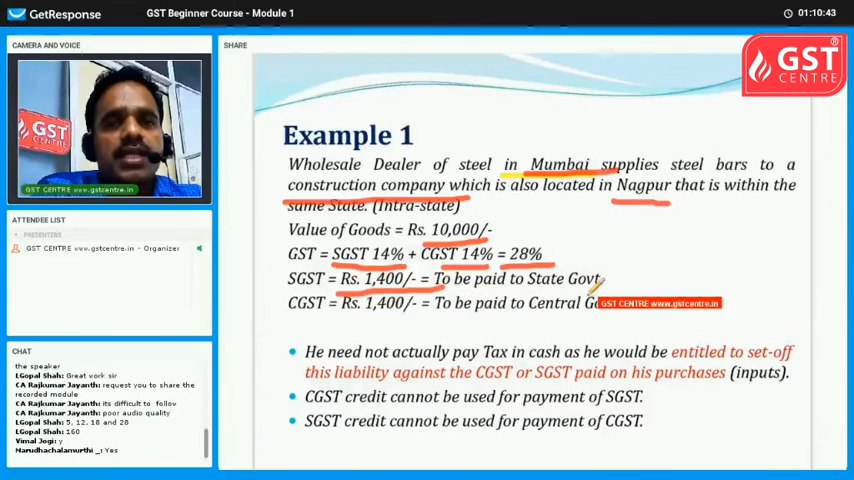 GetResponse
GST Beginner Course - Module 1
01:10:43
CAMERA AND VOICE
GST
GST CENTRE www.gstcentre.in
ATTENDEE LIST
PRESENTERS
GST CENTRE www.gstcentre.in - Organizer
CHAT
the speaker
LGopal Shah: Great work sir
CA Rajkumar Jayanth: request you to share the
recorded module
CA Rajkumar Jayanth: its difficult to follow
CA Rajkumar Jayanth: poor audio quality
LGopal Shah: 5, 12, 18 and 28
LGopal Shah: 160
Vimal Jogi: y
Marudhachalamurthi _: Yes
SHARE
GST
CENTRE
Example 1
Wholesale Dealer of steel in Mumbai supplies steel bars to a
construction company which is also located in Nagpur that is within the
same State. (Intra-state)
Value of Goods = Rs. 10,000/-
GST = SGST 14% + CGST 14% = 28%
SGST = Rs. 1,400/- = To be paid to State Govt.
CGST = Rs. 1,400/- = To be paid to Central
GST CENTRE www.gstcentre.in
• He need not actually pay Tax in cash as he would be entitled to set-off
this liability against the CGST or SGST paid on his purchases (inputs).
• CGST credit cannot be used for payment of SGST.
• SGST credit cannot be used for payment of CGST.